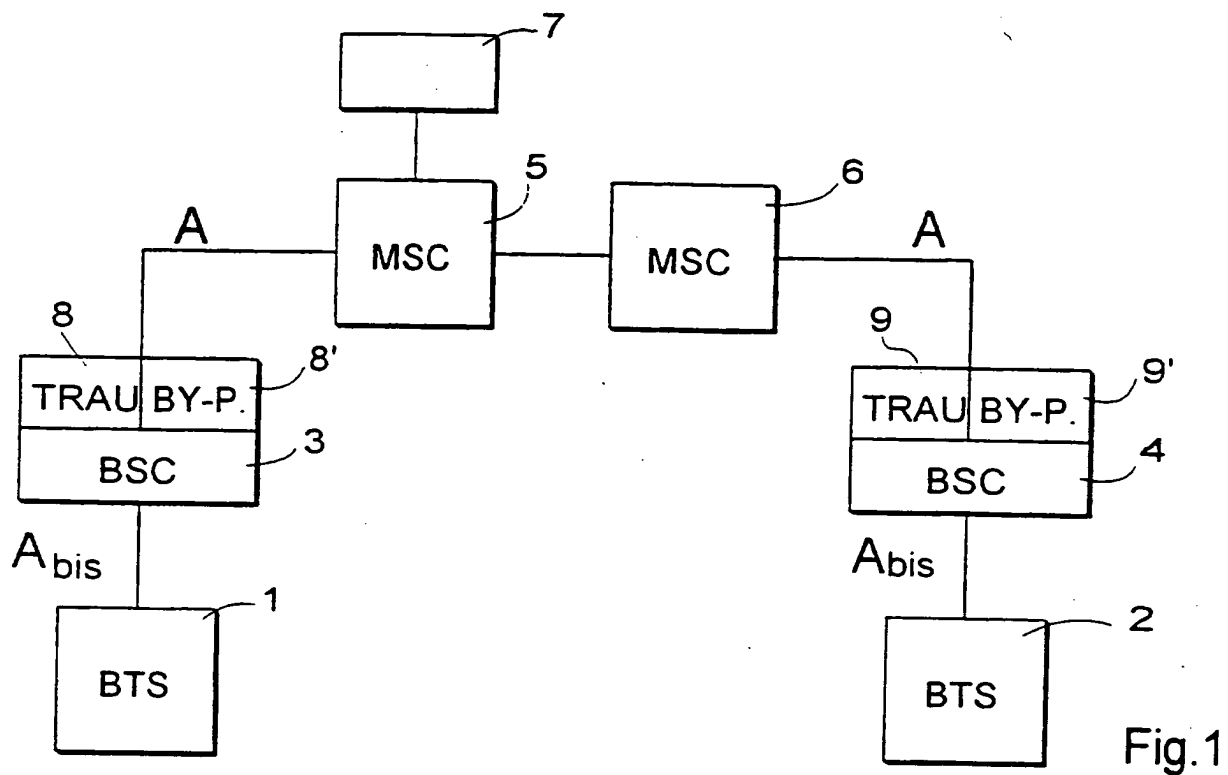 7
5
6
A
MSC
MSC
A
8
8'
TRAU BY-P.
3
BSC
9
9'
TRAU BY-P.
4
BSC
Abis
1
BTS
Abis
2
BTS
Fig.1